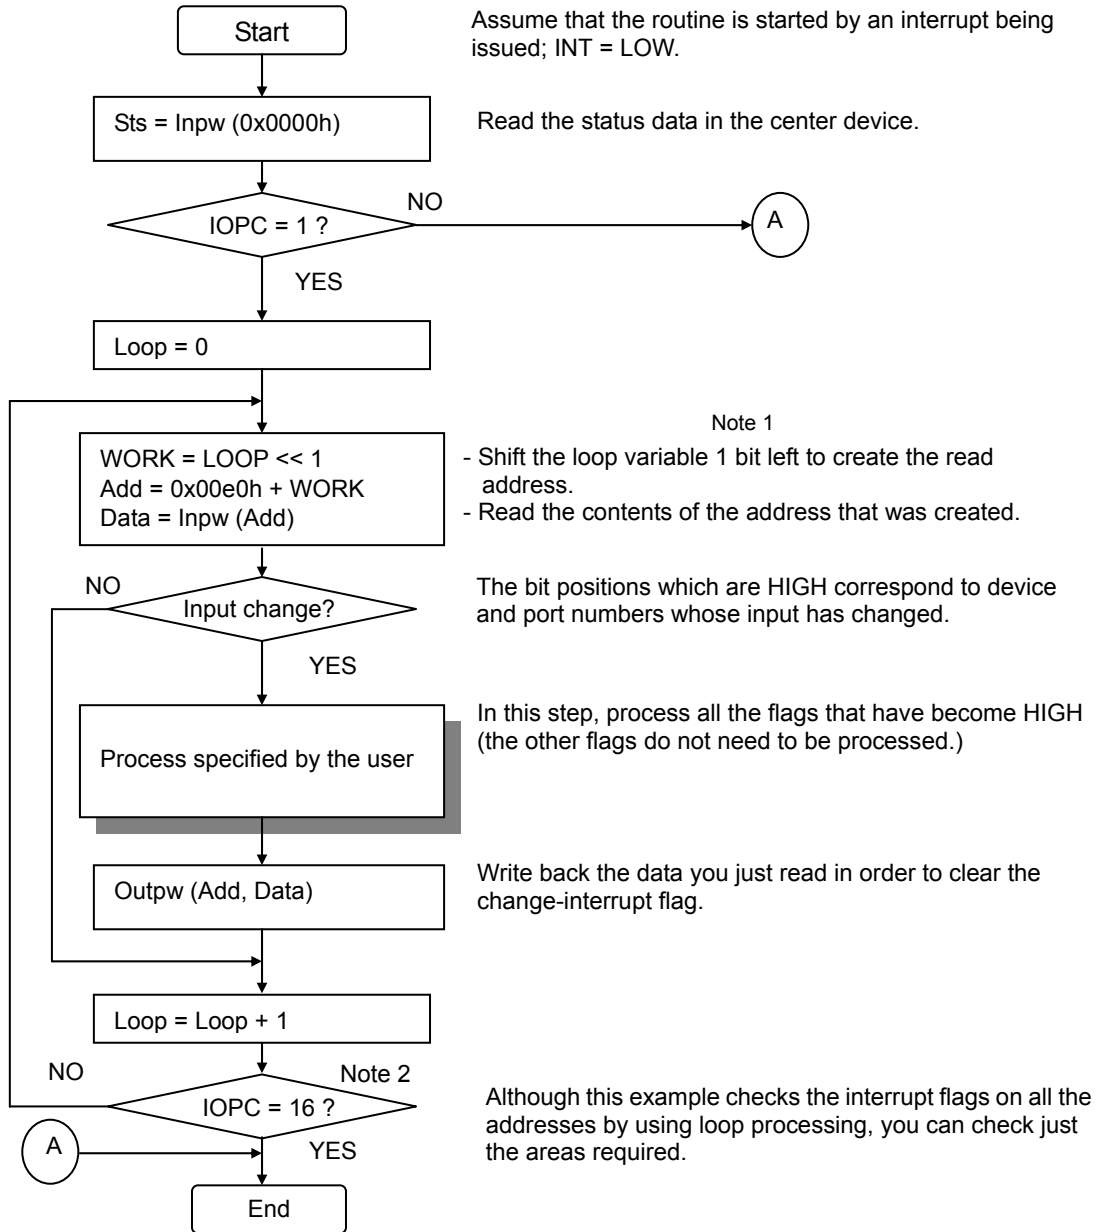 Start
Assume that the routine is started by an interrupt being
issued; INT = LOW.
Sts = Inpw (0x0000h)
Read the status data in the center device.
IOPC = 1 ?
NO
A
YES
Loop = 0
Note 1
WORK = LOOP << 1
Add = 0x00e0h + WORK
Data = Inpw (Add)
- Shift the loop variable 1 bit left to create the read
address.
- Read the contents of the address that was created.
NO
Input change?
The bit positions which are HIGH correspond to device
and port numbers whose input has changed.
YES
Process specified by the user
In this step, process all the flags that have become HIGH
(the other flags do not need to be processed.)
Outpw (Add, Data)
Write back the data you just read in order to clear the
change-interrupt flag.
Loop = Loop + 1
NO
Note 2
IOPC = 16 ?
Although this example checks the interrupt flags on all the
addresses by using loop processing, you can check just
the areas required.
A
YES
End